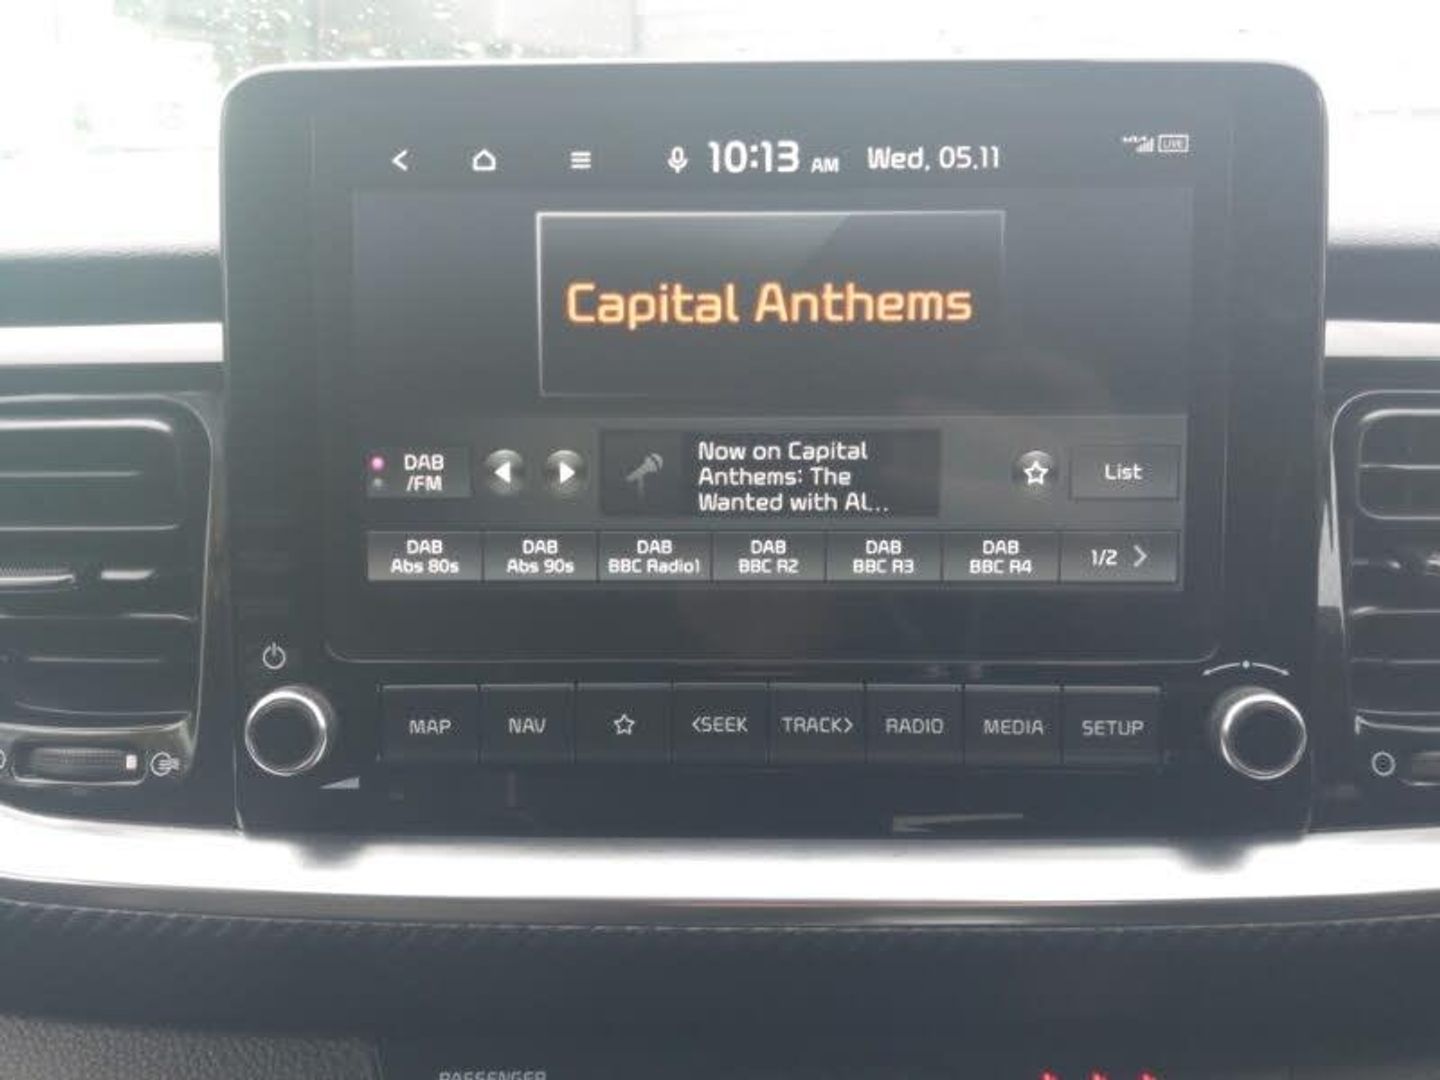 10:13 AM Wed, 05.11
LIVE
Capital Anthems
DAB
/FM
Now on Capital
Anthems: The
Wanted with Al...
List
DAB
Abs 80s
DAB
Abs 90s
DAB
BBC Radio1
DAB
BBC R2
DAB
BBC R3
DAB
BBC R4
1/2 >
MAP
NAV
<SEEK
TRACK>
RADIO
MEDIA
SETUP
PASSENGER